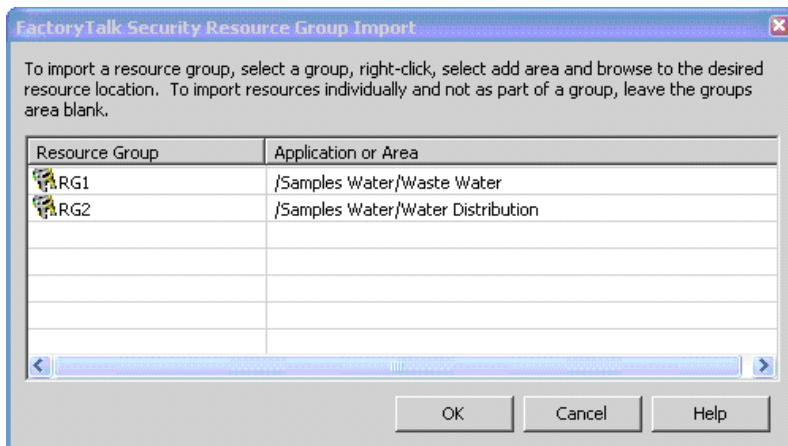 FactoryTalk Security Resource Group Import
To import a resource group, select a group, right-click, select add area and browse to the desired
resource location. To import resources individually and not as part of a group, leave the groups
area blank.
Resource Group Application or Area
RG1 /Samples Water/Waste Water
RG2 /Samples Water/Water Distribution
OK Cancel Help